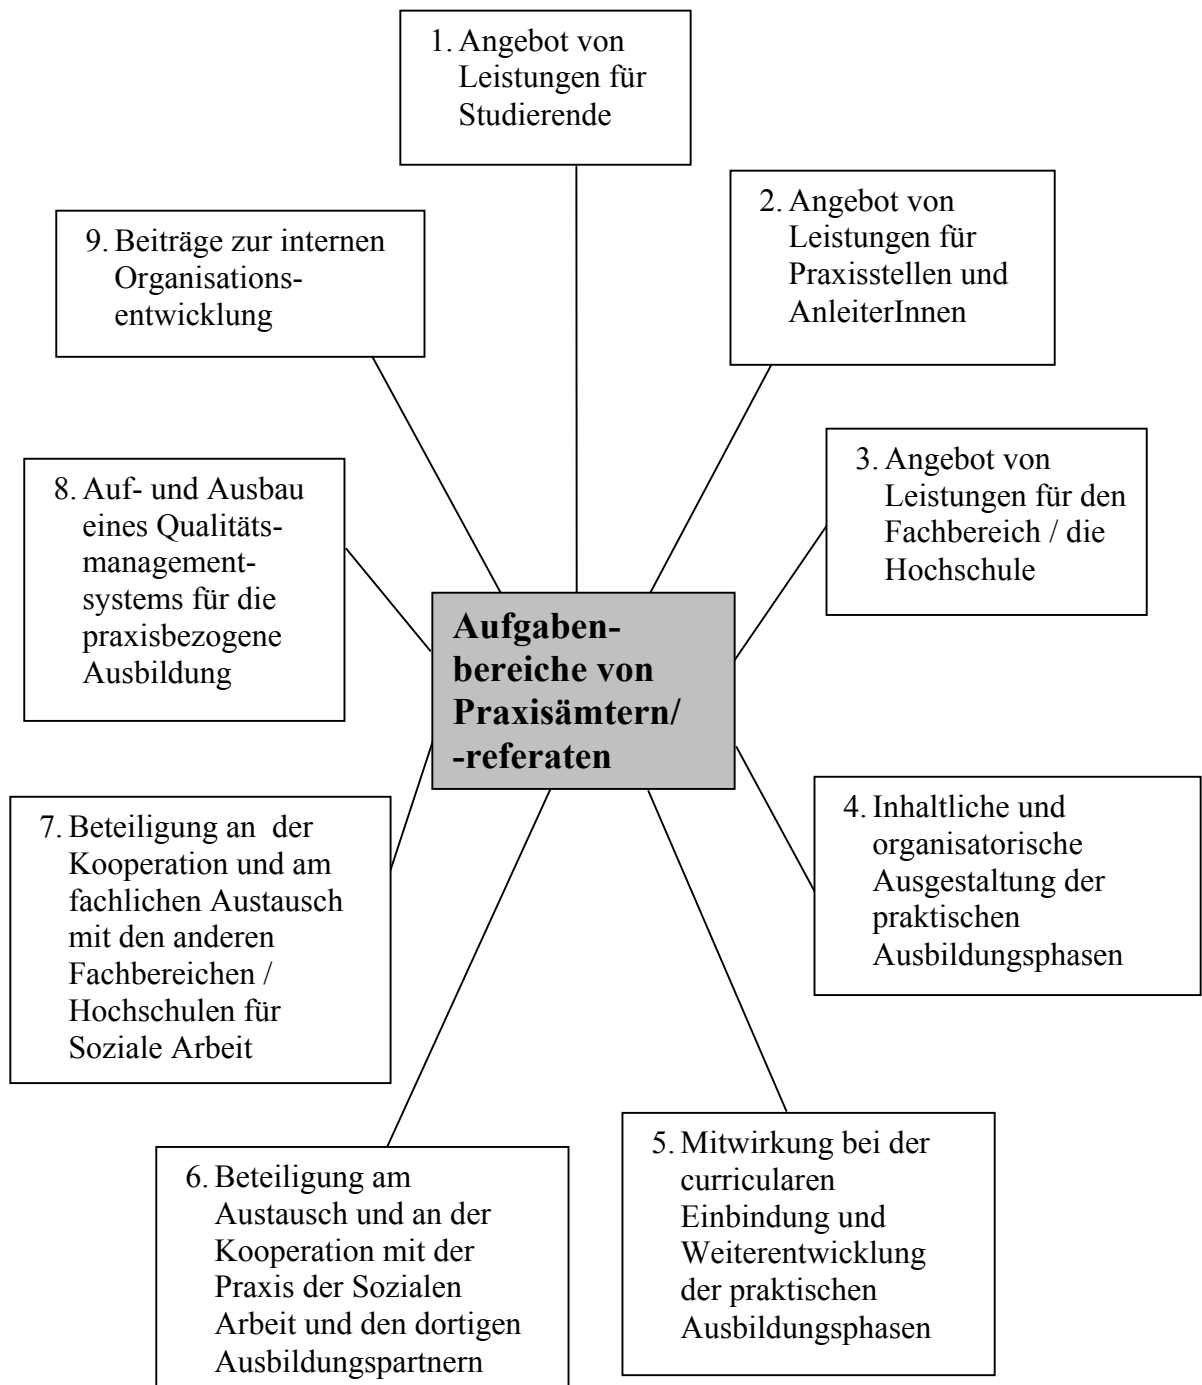 1. Angebot von
Leistungen für
Studierende
2. Angebot von
Leistungen für
Praxisstellen und
AnleiterInnen
3. Angebot von
Leistungen für den
Fachbereich / die
Hochschule
4. Inhaltliche und
organisatorische
Ausgestaltung der
praktischen
Ausbildungsphasen
5. Mitwirkung bei der
curricularen
Einbindung und
Weiterentwicklung
der praktischen
Ausbildungsphasen
6. Beteiligung am
Austausch und an der
Kooperation mit der
Praxis der Sozialen
Arbeit und den dortigen
Ausbildungspartnern
7. Beteiligung an der
Kooperation und am
fachlichen Austausch
mit den anderen
Fachbereichen /
Hochschulen für
Soziale Arbeit
8. Auf- und Ausbau
eines Qualitäts-
management-
systems für die
praxisbezogene
Ausbildung
9. Beiträge zur internen
Organisations-
entwicklung
Aufgaben-
bereiche von
Praxisämtern/
-referaten